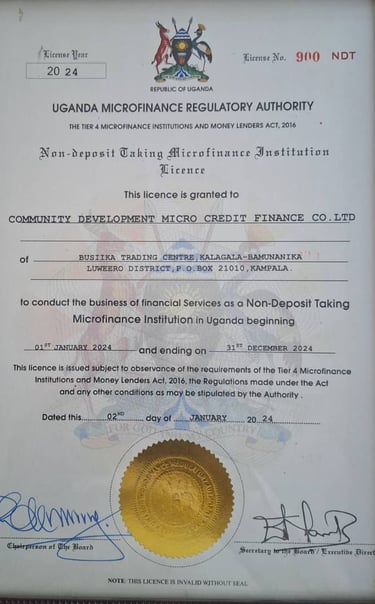 License Year
20 24
License No. 900 NDT
REPUBLIC OF UGANDA
UGANDA MICROFINANCE REGULATORY AUTHORITY
THE TIER 4 MICROFINANCE INSTITUTIONS AND MONEY LENDERS ACT, 2016
Non-deposit Taking Microfinance Institution
Licence
This licence is granted to
COMMUNITY DEVELOPMENT MICRO CREDIT FINANCE CO.LTD
of BUSIIKA TRADING CENTRE,KALAGALA-BAMUNANIKA
LUWEERO DISTRICT,P.O.BOX 21010,KAMPALA.
to conduct the business of financial Services as a Non-Deposit Taking
Microfinance Institution in Uganda beginning
01ST JANUARY 2024 and ending on 31ST DECEMBER 2024
This licence is issued subject to observance of the requirements of the Tier 4 Microfinance
Institutions and Money Lenders Act, 2016, the Regulations made under the Act
and any other conditions as may be stipulated by the Authority .
Dated this 02ND day of JANUARY 20 24
FOR GOD AND MY COUNTRY
Chairperson of The Board
Secretary to the Board / Executive Direct
NOTE: THIS LICENCE IS INVALID WITHOUT SEAL